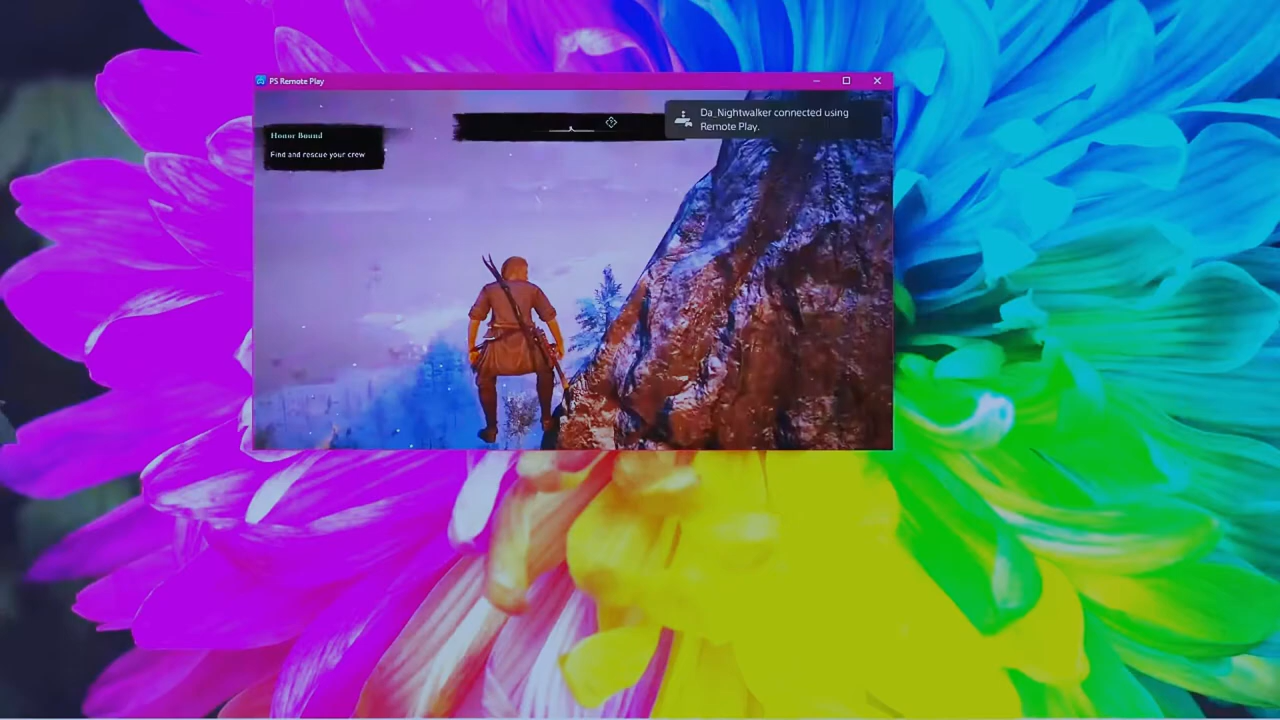 PS Remote Play
Da_Nightwalker connected using
Remote Play.
Honor Bound
Find and rescue your crew